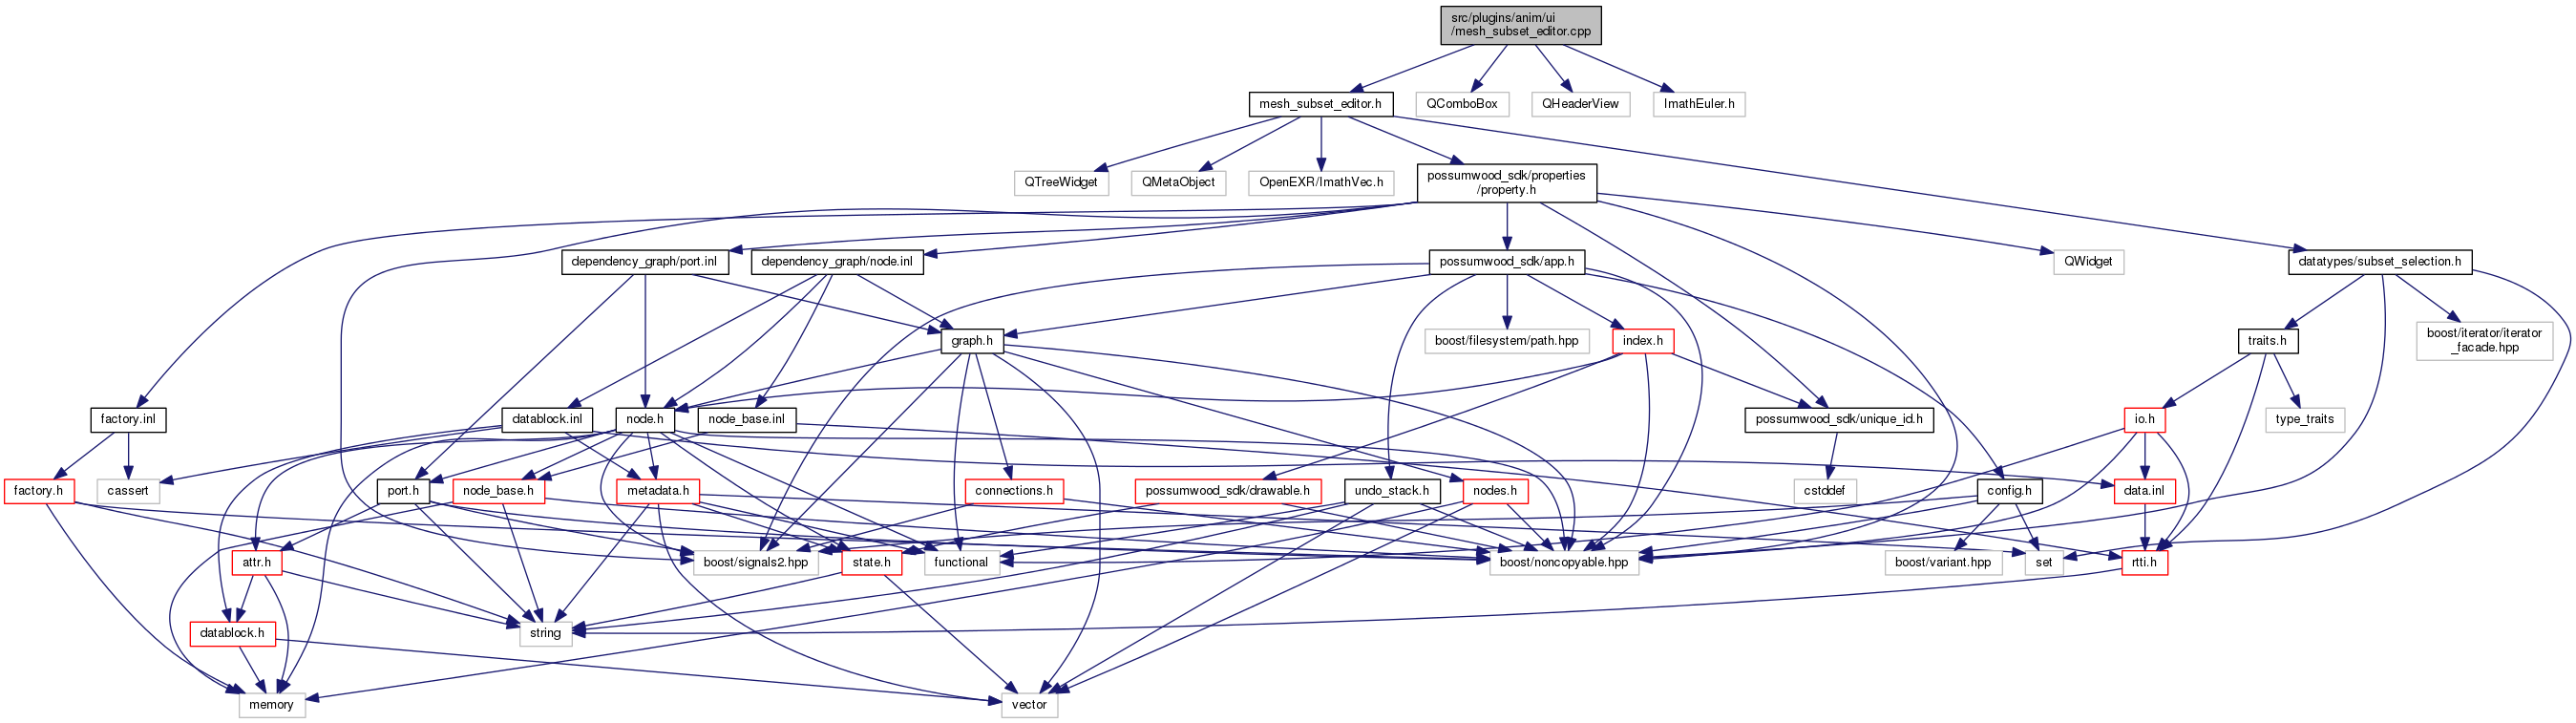 src/plugins/anim/ui
/mesh_subset_editor.cpp
mesh_subset_editor.h
QComboBox
QHeaderView
ImathEuler.h
QTreeWidget
QMetaObject
OpenEXR/ImathVec.h
possumwood_sdk/properties
/property.h
dependency_graph/port.inl
dependency_graph/node.inl
possumwood_sdk/app.h
QWidget
datatypes/subset_selection.h
graph.h
boost/filesystem/path.hpp
index.h
traits.h
boost/iterator/iterator
_facade.hpp
factory.inl
datablock.inl
node.h
node_base.inl
possumwood_sdk/unique_id.h
io.h
type_traits
factory.h
cassert
port.h
node_base.h
metadata.h
connections.h
possumwood_sdk/drawable.h
undo_stack.h
nodes.h
cstddef
config.h
data.inl
attr.h
boost/signals2.hpp
state.h
functional
boost/noncopyable.hpp
boost/variant.hpp
set
rtti.h
datablock.h
string
memory
vector